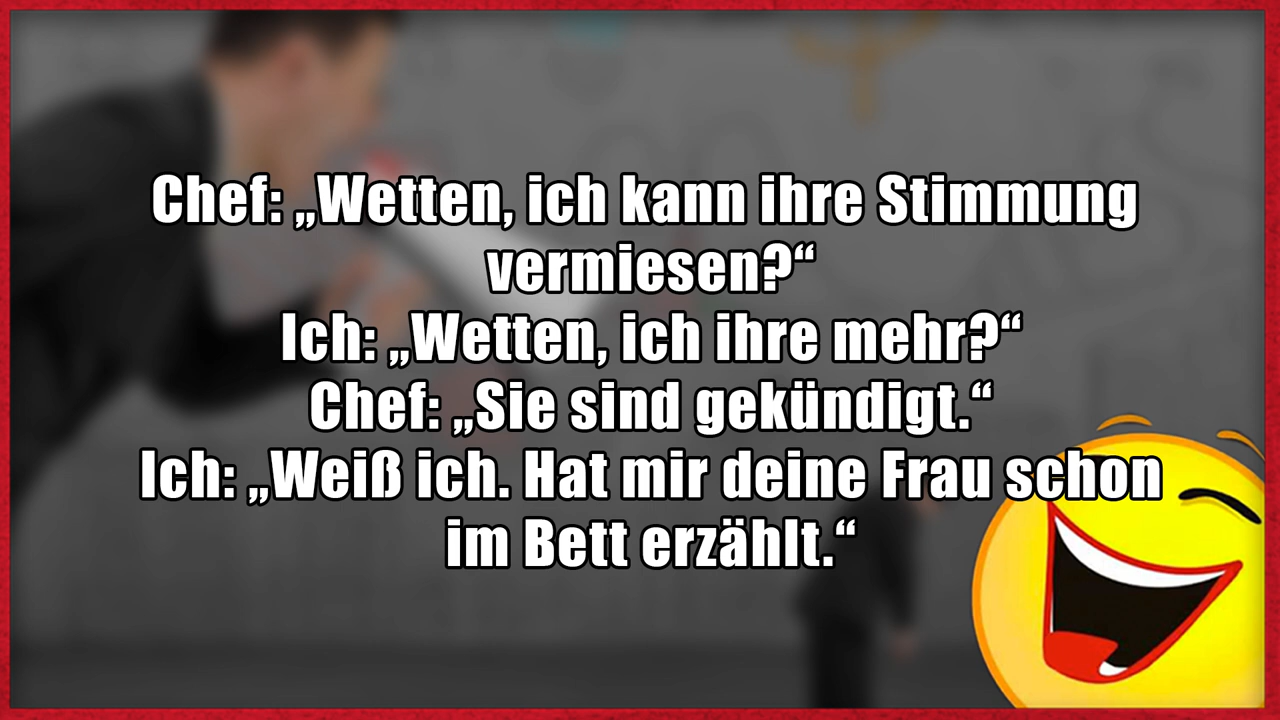 Chef: „Wetten, ich kann ihre Stimmung
vermiesen?“
Ich: „Wetten, ich ihre mehr?“
Chef: „Sie sind gekündigt.“
Ich: „Weiß ich. Hat mir deine Frau schon
im Bett erzählt.“